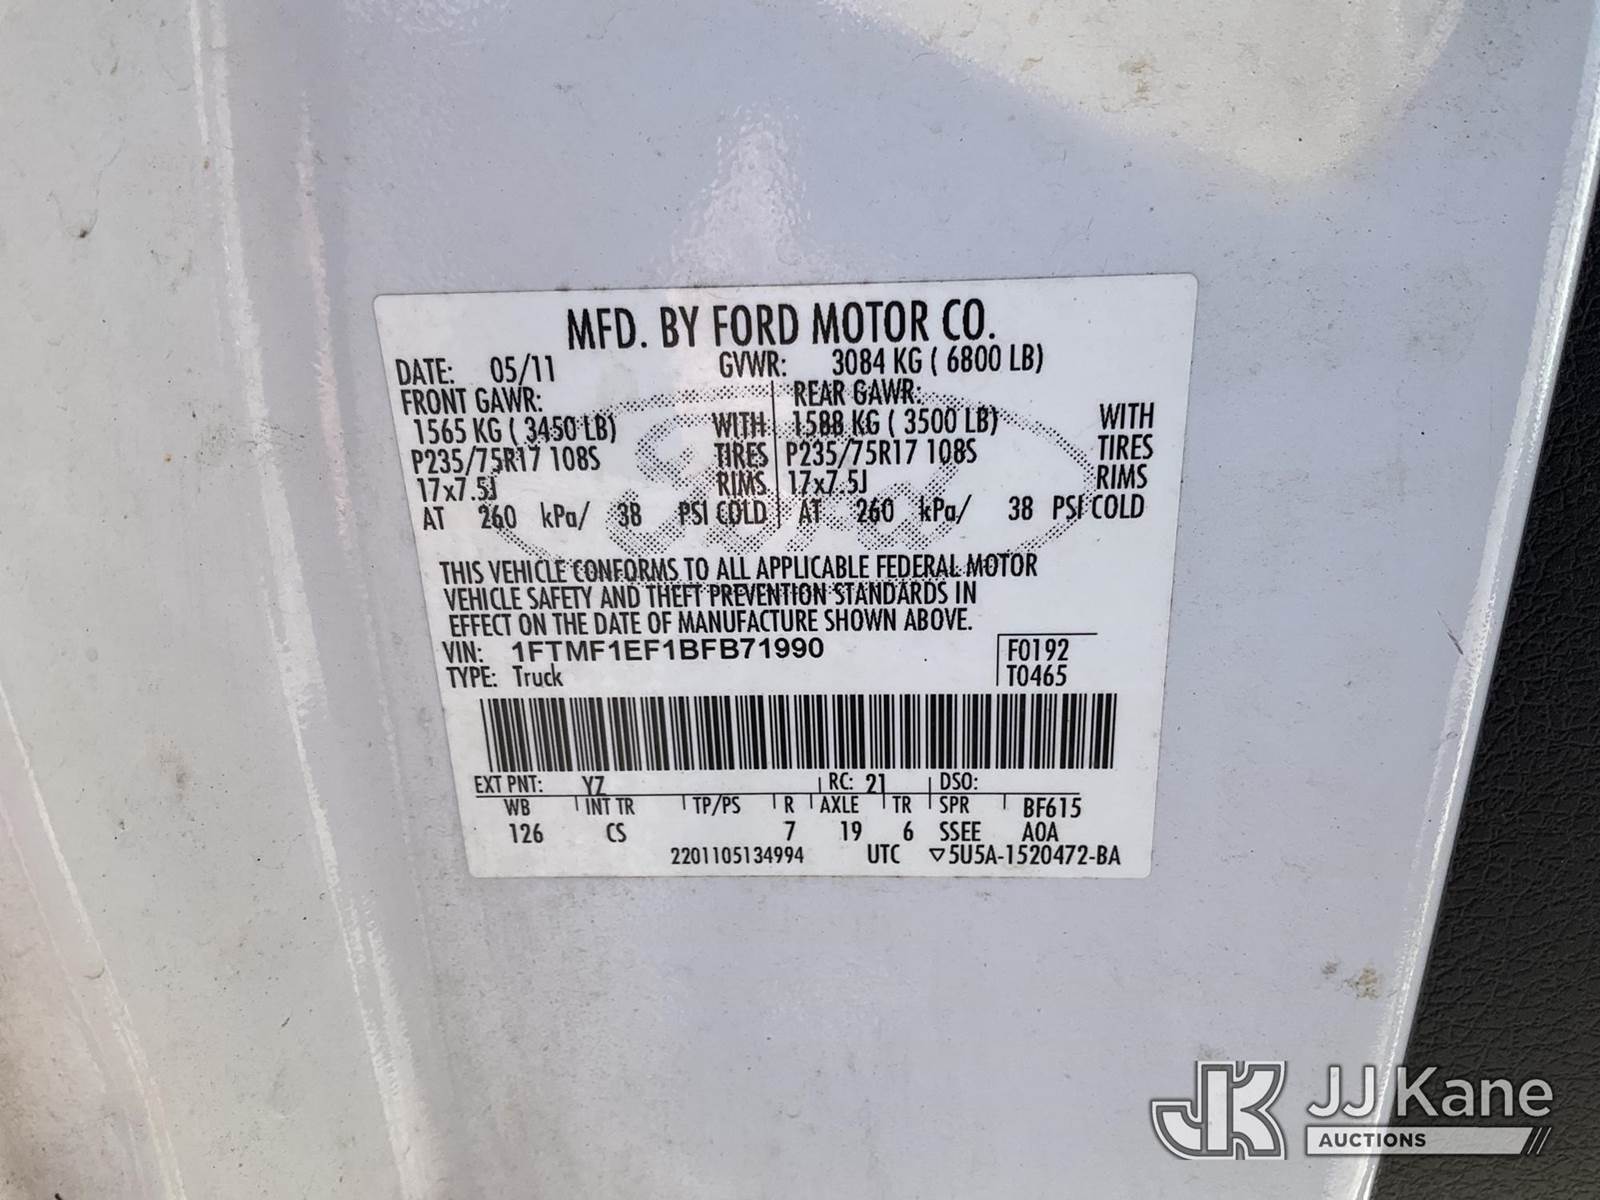 MFD. BY FORD MOTOR CO.
DATE: 05/11 GVWR: 3084 KG ( 6800 LB)
FRONT GAWR: REAR GAWR:
1565 KG ( 3450 LB) WITH 1588 KG ( 3500 LB) WITH
P235/75R17 108S TIRES P235/75R17 108S TIRES
17x7.5J RIMS 17x7.5J RIMS
AT 260 kPa/ 38 PSI COLD AT 260 kPa/ 38 PSI COLD
THIS VEHICLE CONFORMS TO ALL APPLICABLE FEDERAL MOTOR
VEHICLE SAFETY AND THEFT PREVENTION STANDARDS IN
EFFECT ON THE DATE OF MANUFACTURE SHOWN ABOVE.
VIN: 1FTMF1EF1BFB71990 F0192
TYPE: Truck T0465
EXT PNT: YZ RC: 21 DSO:
WB INT TR TP/PS R AXLE TR SPR BF615
126 CS 7 19 6 SSEE AOA
2201105134994 UTC ▽5U5A-1520472-BA
JK JJ Kane
AUCTIONS